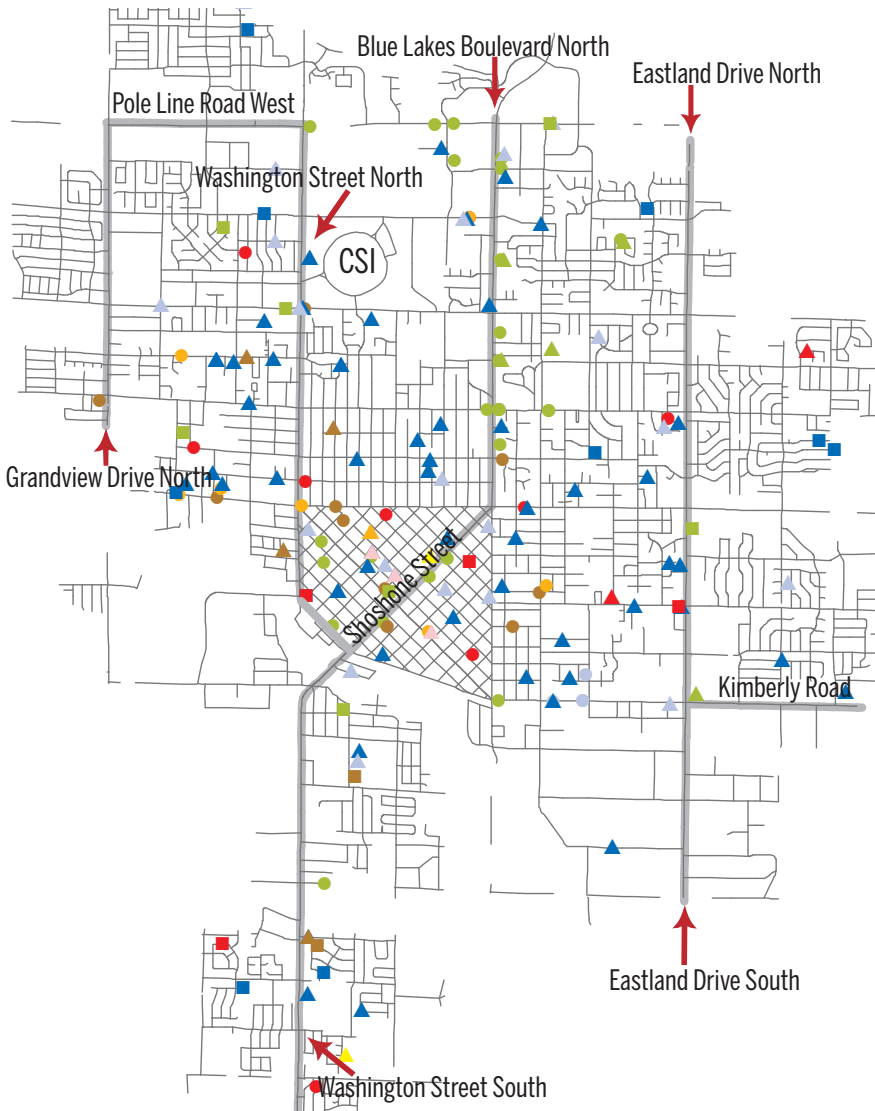 Blue Lakes Boulevard North
Eastland Drive North
Pole Line Road West
Washington Street North
CSI
Grandview Drive North
Shoshone Street
Kimberly Road
Eastland Drive South
Washington Street South